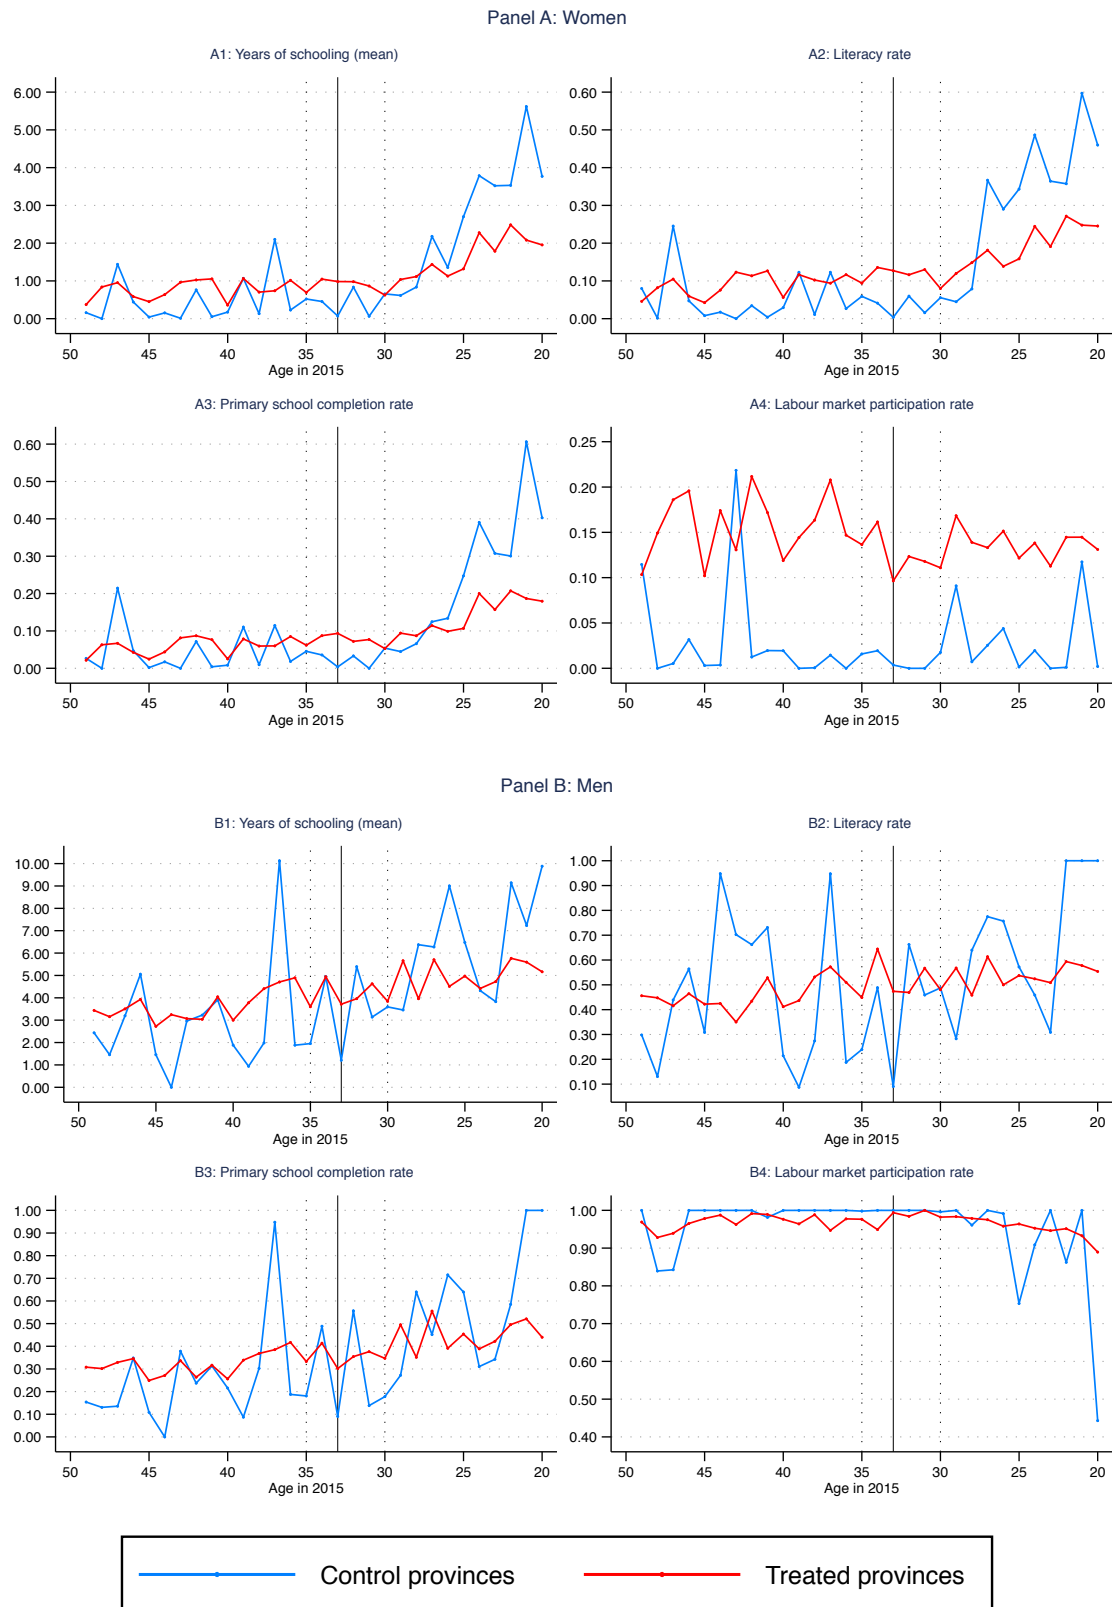 Panel A: Women
A1: Years of schooling (mean)
6.00
5.00
4.00
3.00
2.00
1.00
0.00
50 45 40 35 30 25 20
Age in 2015
A2: Literacy rate
0.60
0.50
0.40
0.30
0.20
0.10
0.00
50 45 40 35 30 25 20
Age in 2015
A3: Primary school completion rate
0.60
0.50
0.40
0.30
0.20
0.10
0.00
50 45 40 35 30 25 20
Age in 2015
A4: Labour market participation rate
0.25
0.20
0.15
0.10
0.05
0.00
50 45 40 35 30 25 20
Age in 2015
Panel B: Men
B1: Years of schooling (mean)
10.00
9.00
8.00
7.00
6.00
5.00
4.00
3.00
2.00
1.00
0.00
50 45 40 35 30 25 20
Age in 2015
B2: Literacy rate
1.00
0.90
0.80
0.70
0.60
0.50
0.40
0.30
0.20
0.10
50 45 40 35 30 25 20
Age in 2015
B3: Primary school completion rate
1.00
0.90
0.80
0.70
0.60
0.50
0.40
0.30
0.20
0.10
0.00
50 45 40 35 30 25 20
Age in 2015
B4: Labour market participation rate
1.00
0.90
0.80
0.70
0.60
0.50
0.40
50 45 40 35 30 25 20
Age in 2015
Control provinces
Treated provinces